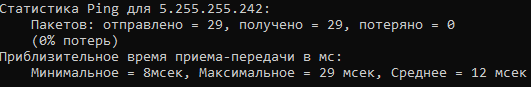 Статистика Ping для 5.255.255.242:
Пакетов: отправлено = 29, получено = 29, потеряно = 0
(0% потерь)
Приблизительное время приема-передачи в мс:
Минимальное = 8мсек, Максимальное = 29 мсек, Среднее = 12 мсек